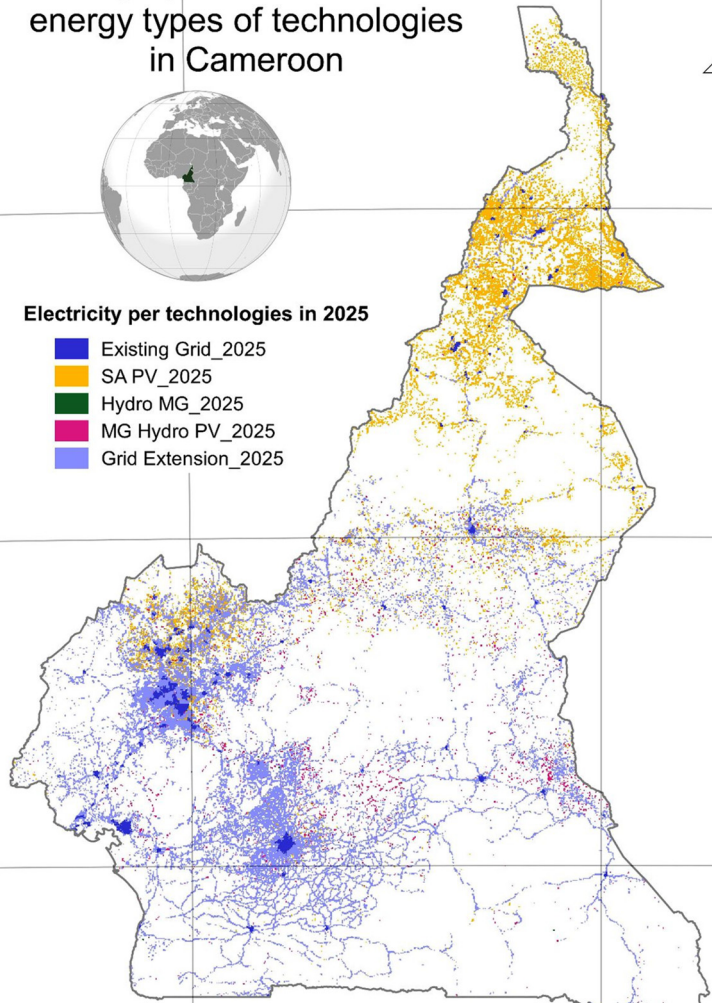 energy types of technologies
in Cameroon
Electricity per technologies in 2025
Existing Grid_2025
SA PV_2025
Hydro MG_2025
MG Hydro PV_2025
Grid Extension_2025